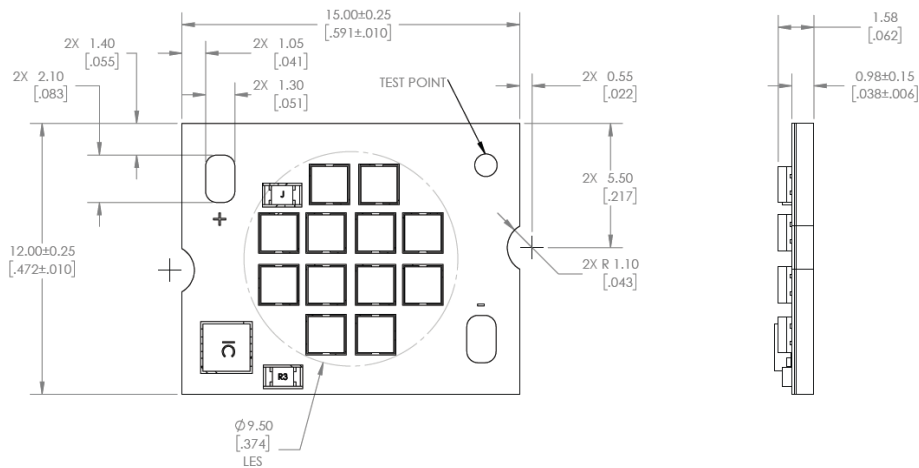 15.00±0.25
[.591±.010]
1.58
[.062]
2X 1.40
[.055]
2X 1.05
[.041]
2X 2.10
[.083]
2X 1.30
[.051]
TEST POINT
2X 0.55
[.022]
0.98±0.15
[.038±.006]
J
2X 5.50
[.217]
+
12.00±0.25
[.472±.010]
2X R 1.10
[.043]
-
IC
R3
Ø9.50
[.374]
LES